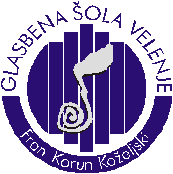 GLASBENA ŠOLA VELENJE
Fran Korun Koželjski